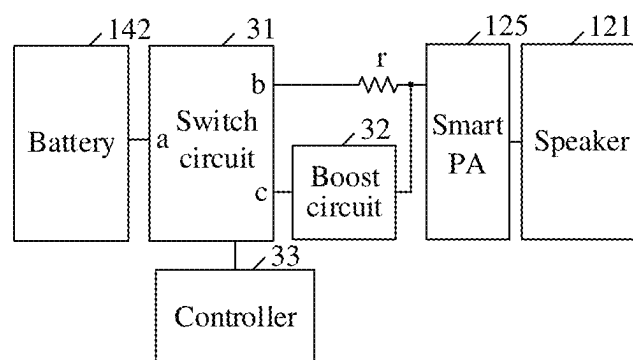 142
31
125
121
r
b
Battery
a
Switch
circuit
32
Smart
PA
Speaker
c
Boost
circuit
33
Controller